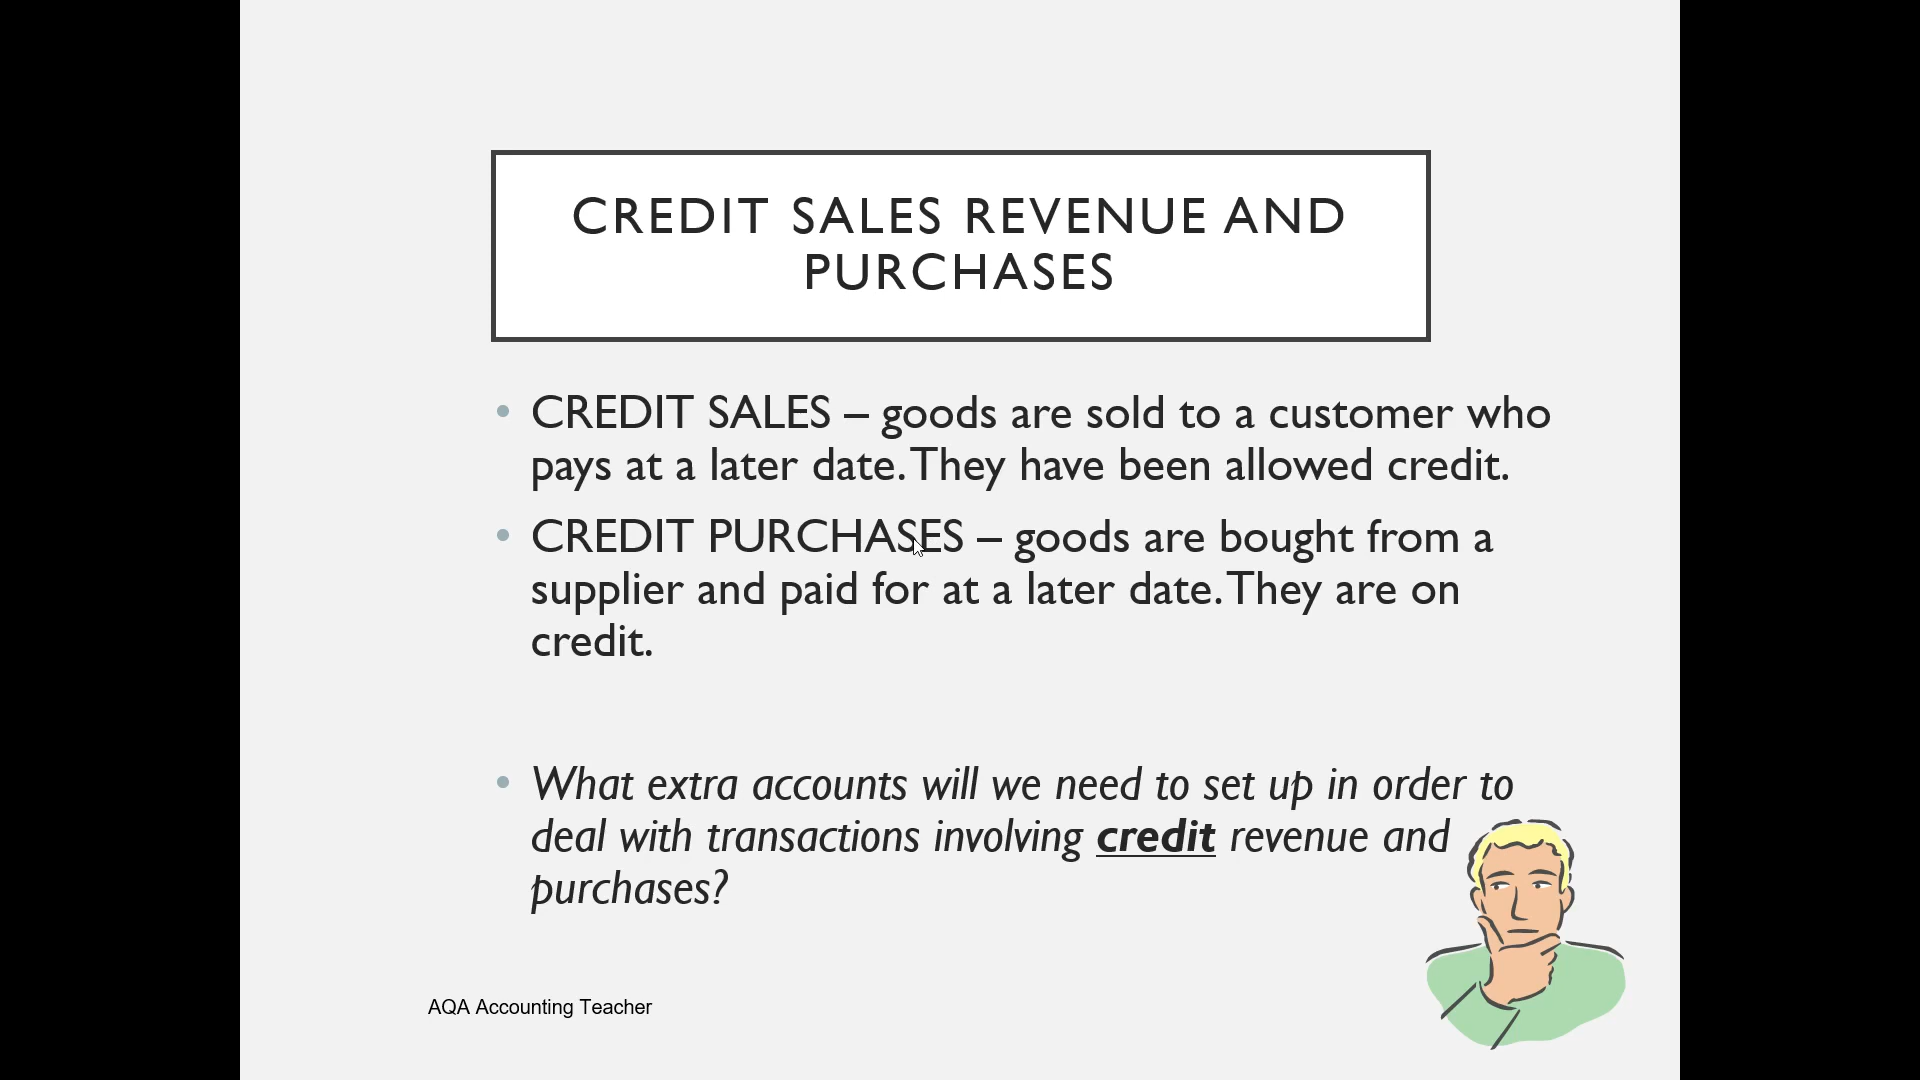 CREDIT SALES REVENUE AND
PURCHASES
• CREDIT SALES – goods are sold to a customer who
pays at a later date. They have been allowed credit.
• CREDIT PURCHASES – goods are bought from a
supplier and paid for at a later date. They are on
credit.
• What extra accounts will we need to set up in order to
deal with transactions involving credit revenue and
purchases?
AQA Accounting Teacher